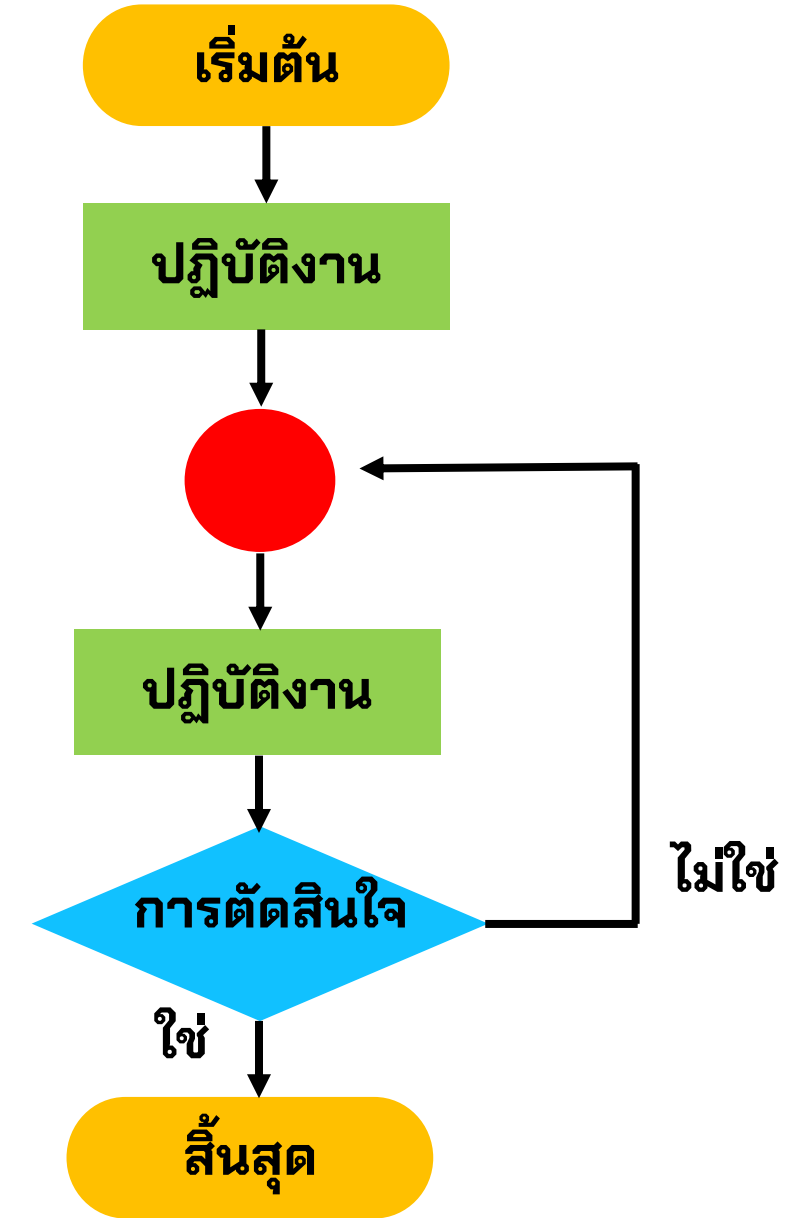 เริ่มต้น
ปฏิบัติงาน
ปฏิบัติงาน
การตัดสินใจ
ไม่ใช่
ใช่
สิ้นสุด